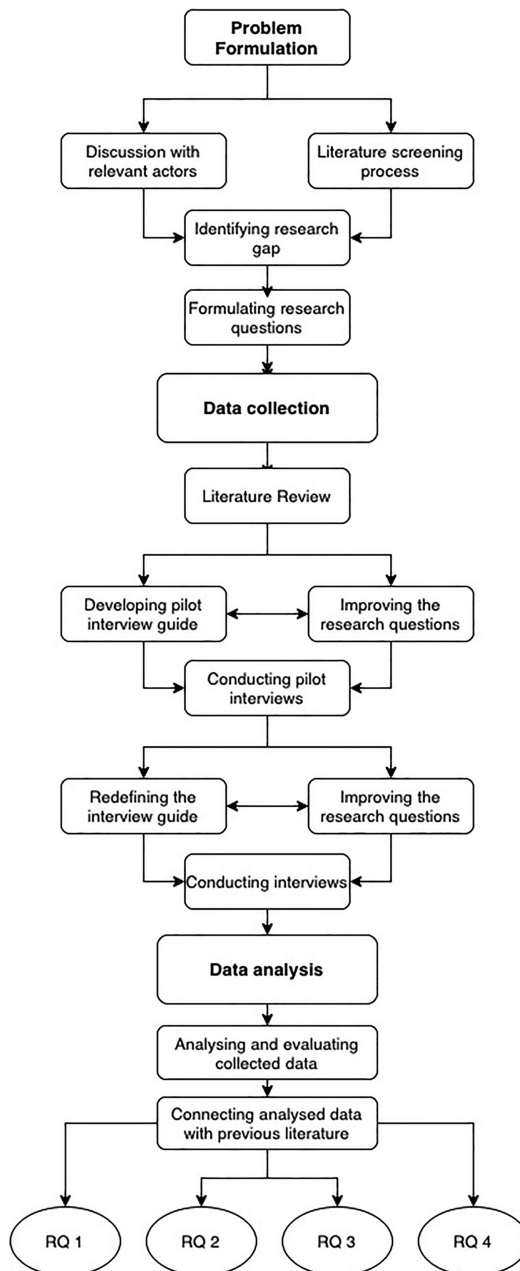 Problem
Formulation
Discussion with
relevant actors
Literature screening
process
Identifying research
gap
Formulating research
questions
Data collection
Literature Review
Developing pilot
interview guide
Improving the
research questions
Conducting pilot
interviews
Redefining the
interview guide
Improving the
research questions
Conducting interviews
Data analysis
Analysing and evaluating
collected data
Connecting analysed data
with previous literature
RQ 1
RQ 2
RQ 3
RQ 4